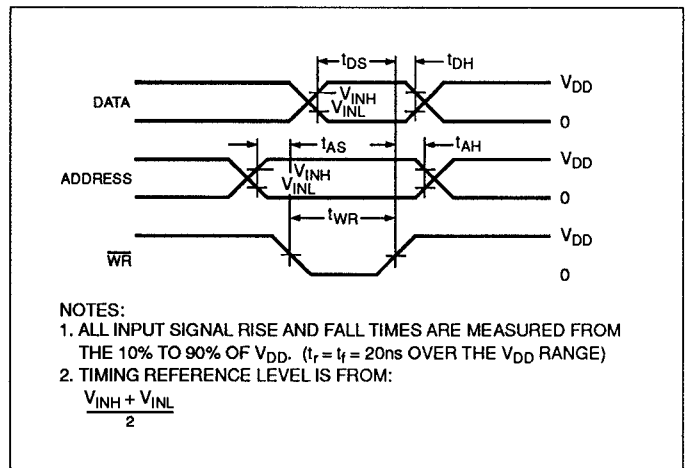 tDS
tDH
DATA
VINH
VINL
VDD
0
tAS
tAH
ADDRESS
VINH
VINL
VDD
0
tWR
WR
VDD
0
NOTES:
1. ALL INPUT SIGNAL RISE AND FALL TIMES ARE MEASURED FROM
THE 10% TO 90% OF VDD. (tr = tf = 20ns OVER THE VDD RANGE)
2. TIMING REFERENCE LEVEL IS FROM:
VINH + VINL
2